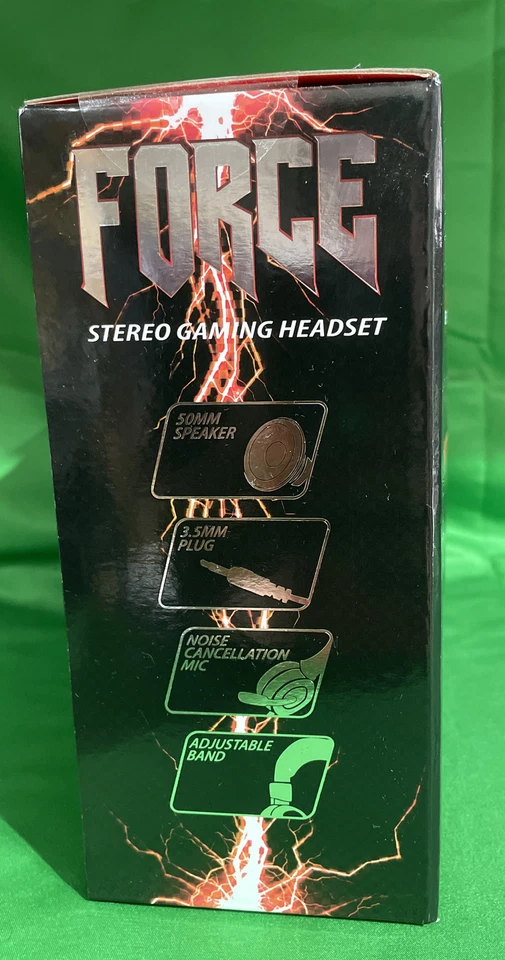 FORCE
STEREO GAMING HEADSET
50MM
SPEAKER
3.5MM
PLUG
NOISE
CANCELLATION
MIC
ADJUSTABLE
BAND